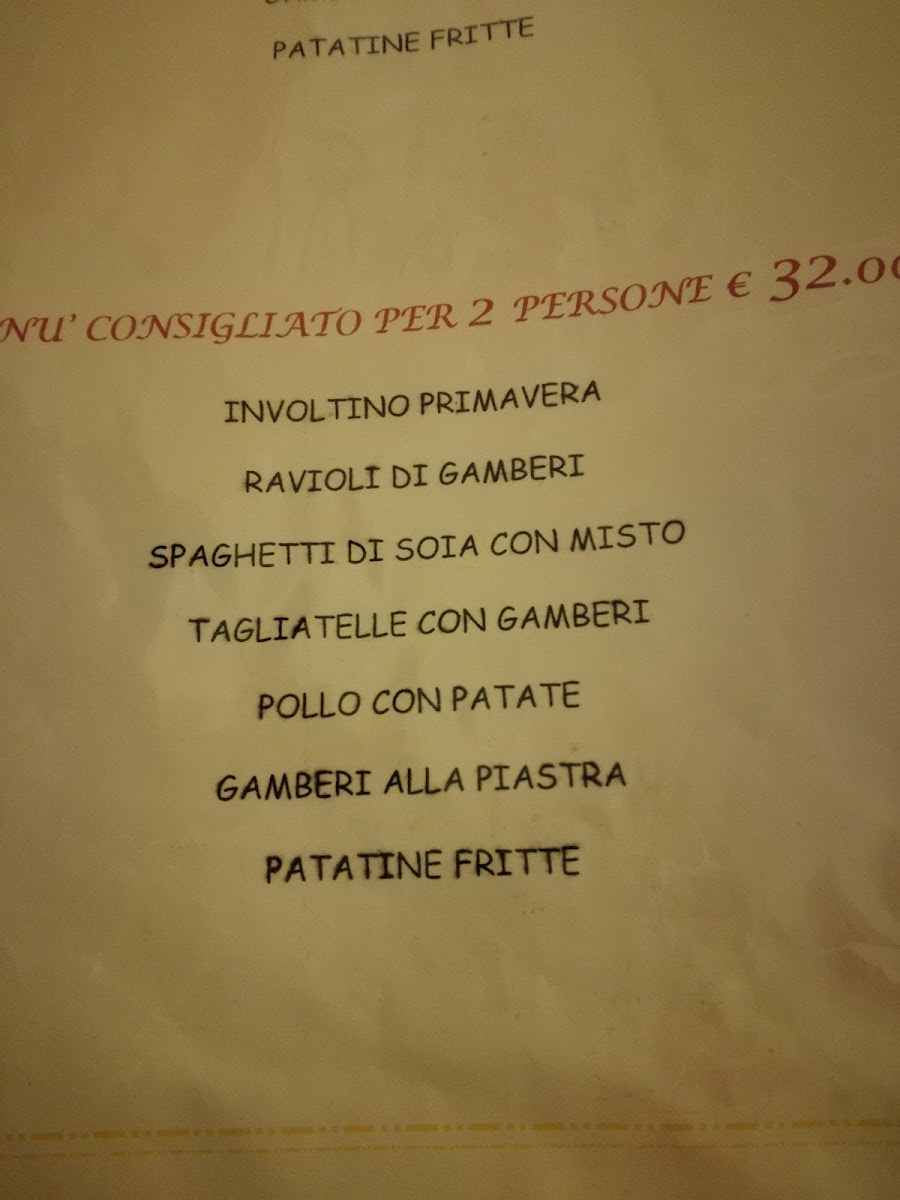 PATATINE FRITTE
NU' CONSIGLIATO PER 2 PERSONE € 32.00
INVOLTINO PRIMAVERA
RAVIOLI DI GAMBERI
SPAGHETTI DI SOIA CON MISTO
TAGLIATELLE CON GAMBERI
POLLO CON PATATE
GAMBERI ALLA PIASTRA
PATATINE FRITTE